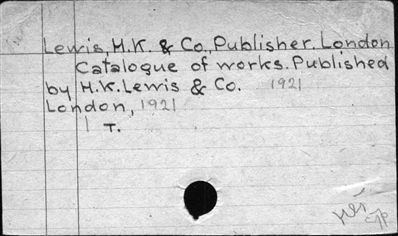 Lewis, H.K. & Co., Publisher. London
Catalogue of works. Published
by H.K. Lewis & Co. 1921
London, 1921
1 T.